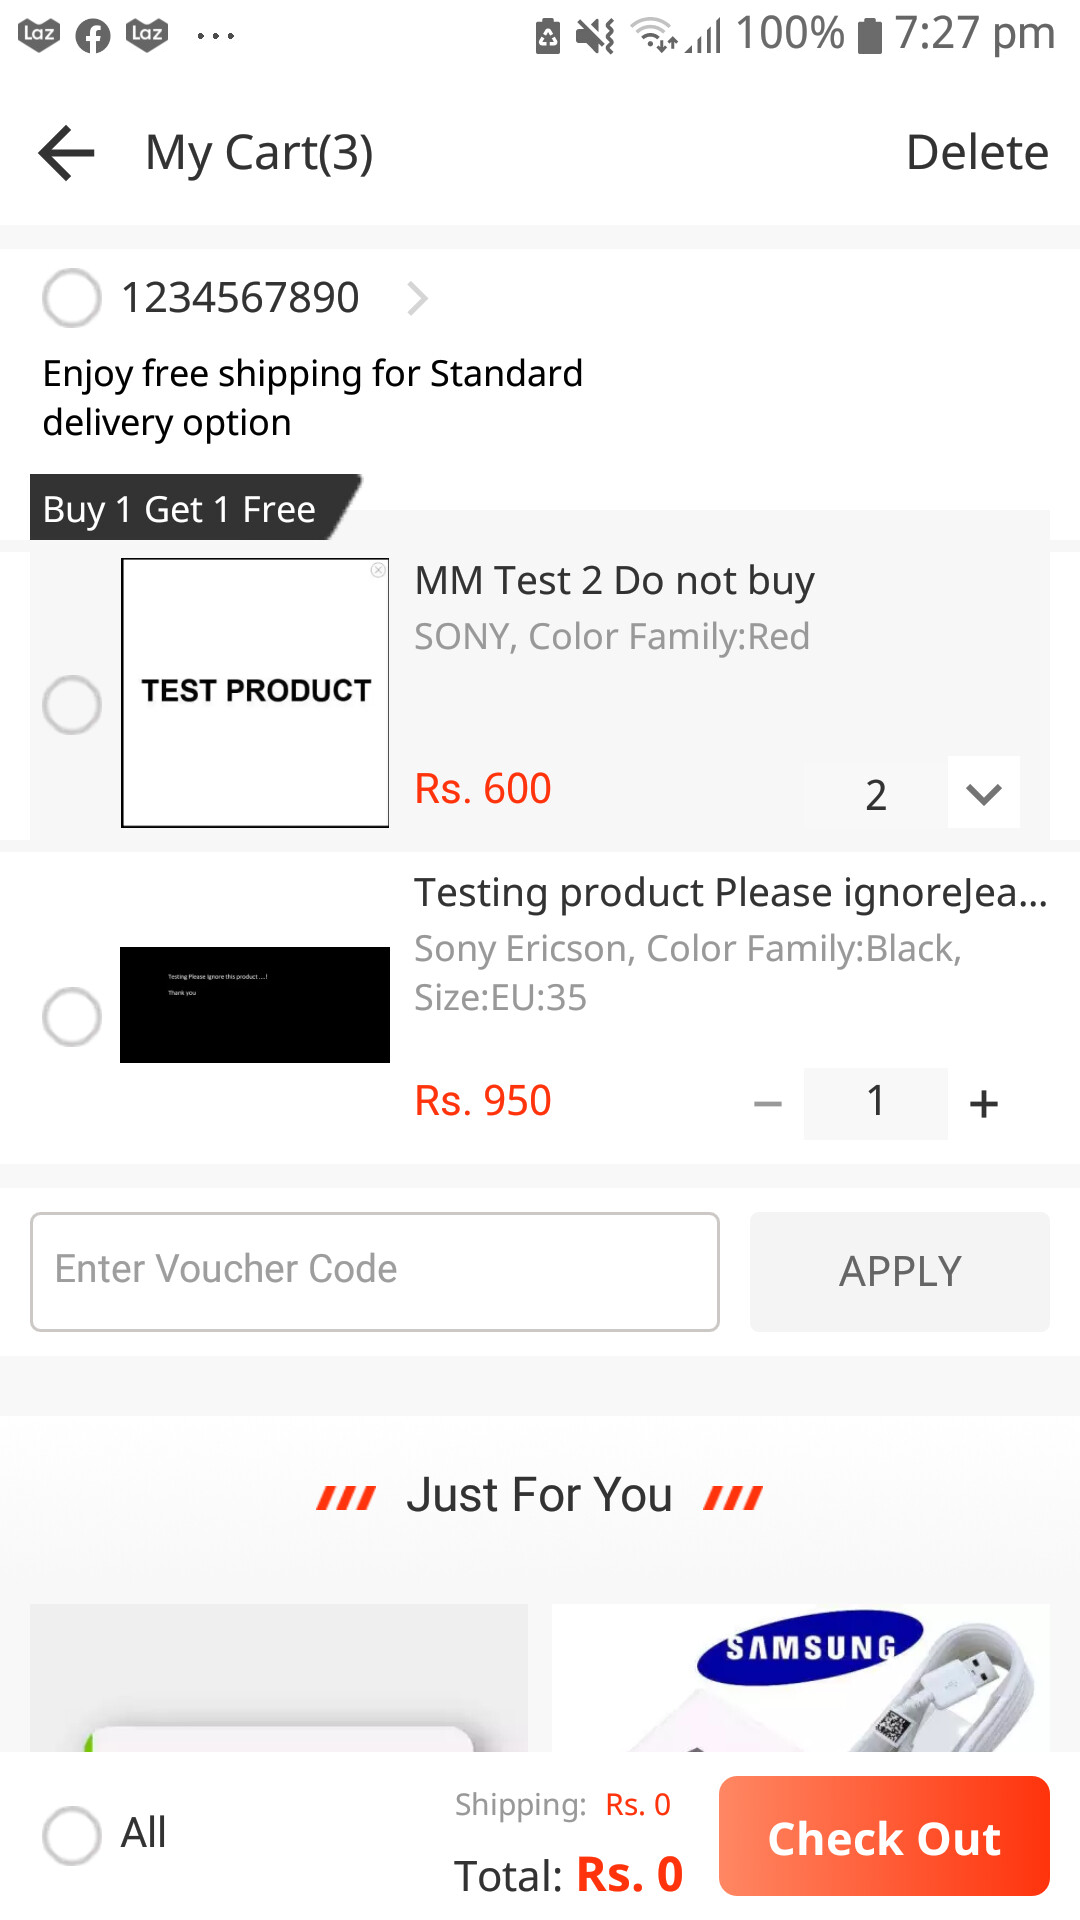 Laz Laz 100% 7:27 pm
My Cart(3) Delete
1234567890
Enjoy free shipping for Standard
delivery option
Buy 1 Get 1 Free
MM Test 2 Do not buy
SONY, Color Family:Red
TEST PRODUCT
Rs. 600 2
Testing product Please ignoreJea...
Sony Ericson, Color Family:Black,
Size:EU:35
Testing Please Ignore this product ....!
Thank you
Rs. 950 1
Enter Voucher Code APPLY
Just For You
SAMSUNG
Shipping: Rs. 0
All Total: Rs. 0 Check Out